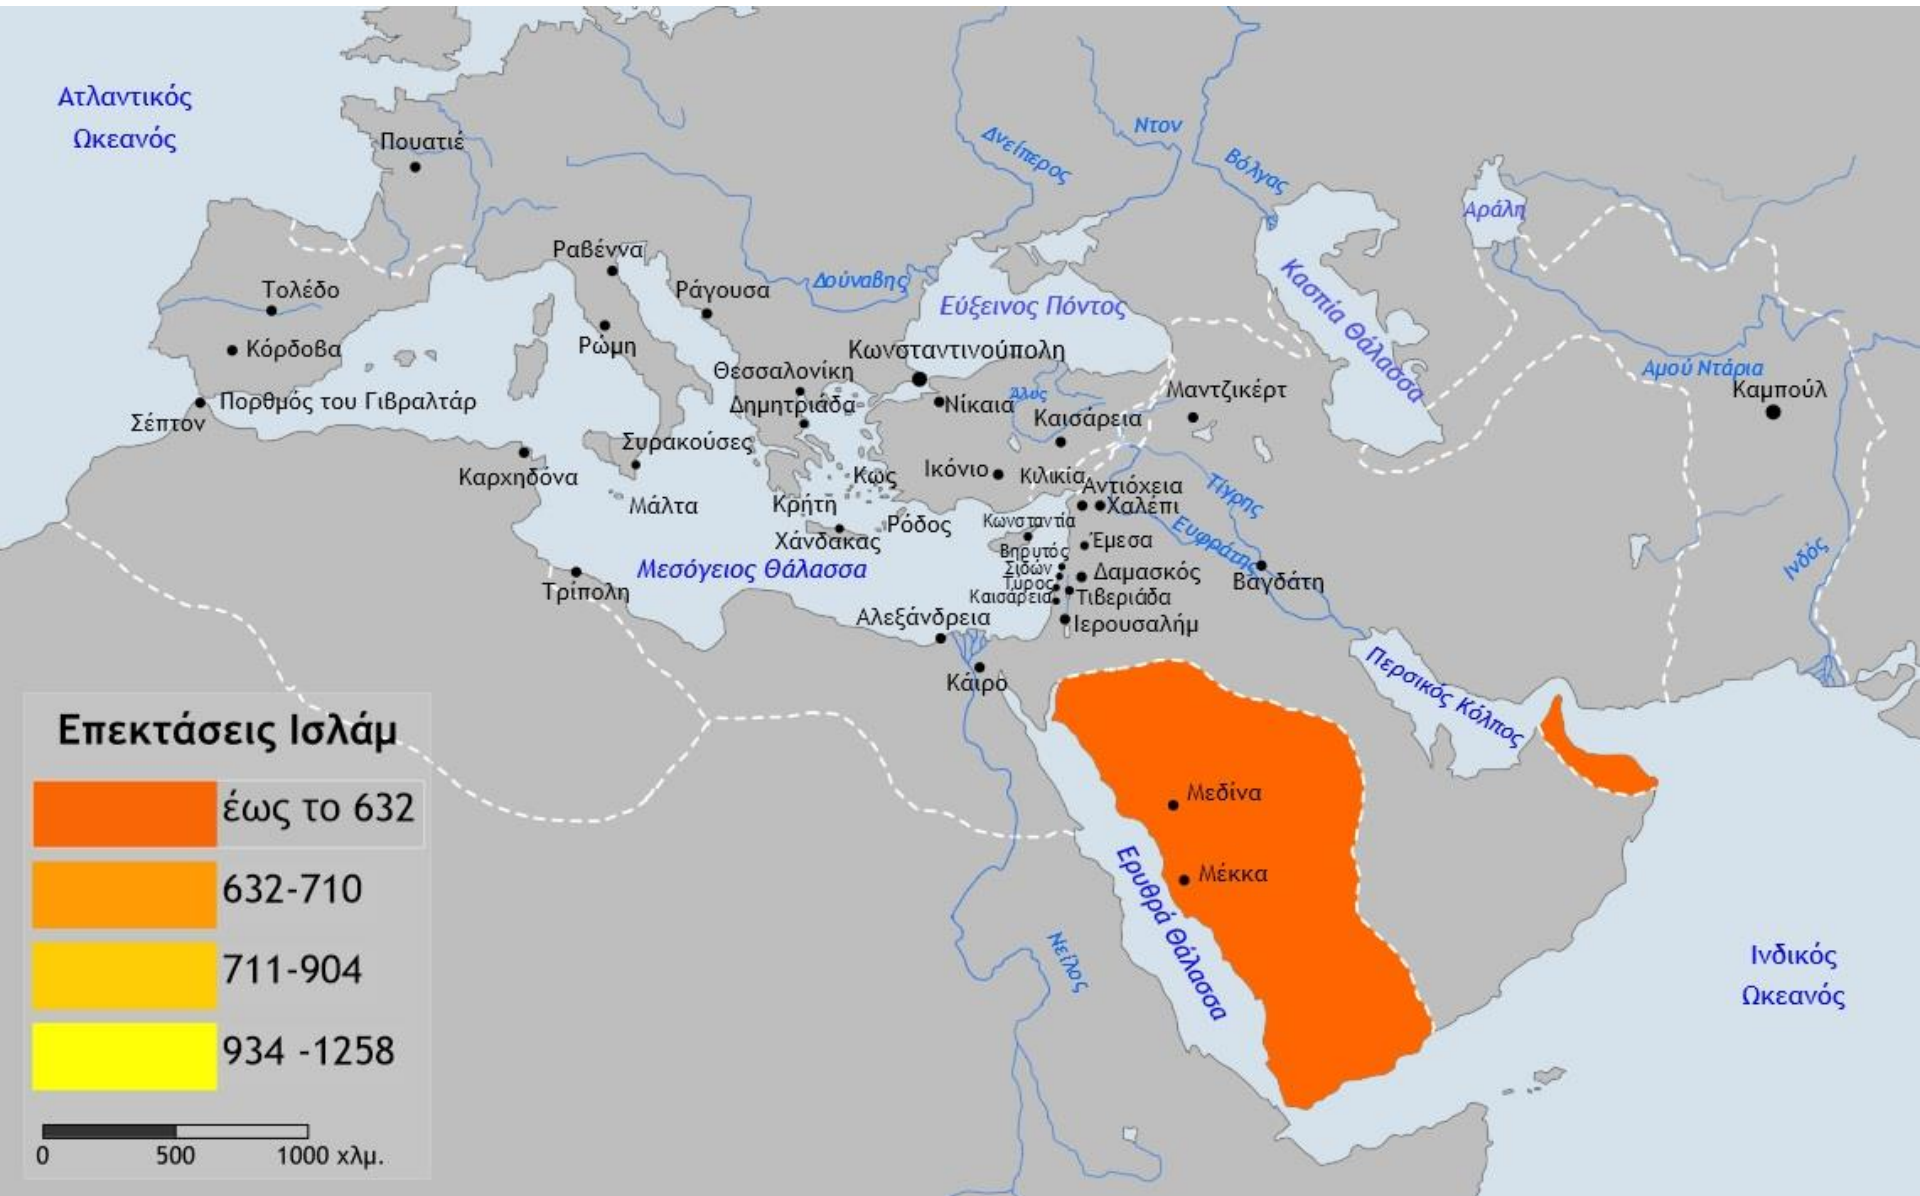 Ατλαντικός
Ωκεανός
Πουατιέ
Δνείπερος
Ντον
Βόλγας
Αράλη
Ραβέννα
Τολέδο
Ράγουσα
Δούναβης
Εύξεινος Πόντος
Κασπία Θάλασσα
Κόρδοβα
Ρώμη
Κωνσταντινούπολη
Θεσσαλονίκη
Αμού Ντάρια
Καμπούλ
Πορθμός του Γιβραλτάρ
Δημητριάδα
Νίκαια
Άλυς
Μαντζικέρτ
Σέπτον
Καισάρεια
Συρακούσες
Καρχηδόνα
Κως
Ικόνιο
Κιλικία
Αντιόχεια
Τίγρης
Μάλτα
Κρήτη
Ρόδος
Χαλέπι
Κωνσταντία
Χάνδακας
Έμεσα
Ευφράτης
Βηρυτός
Σιδών
Μεσόγειος Θάλασσα
Δαμασκός
Ινδός
Τύρος
Βαγδάτη
Τρίπολη
Καισάρεια
Τιβεριάδα
Αλεξάνδρεια
Ιερουσαλήμ
Κάιρο
Περσικός Κόλπος
Επεκτάσεις Ισλάμ
έως το 632
632-710
711-904
934 -1258
0 500 1000 χλμ.
Μεδίνα
Μέκκα
Ερυθρά Θάλασσα
Νείλος
Ινδικός
Ωκεανός